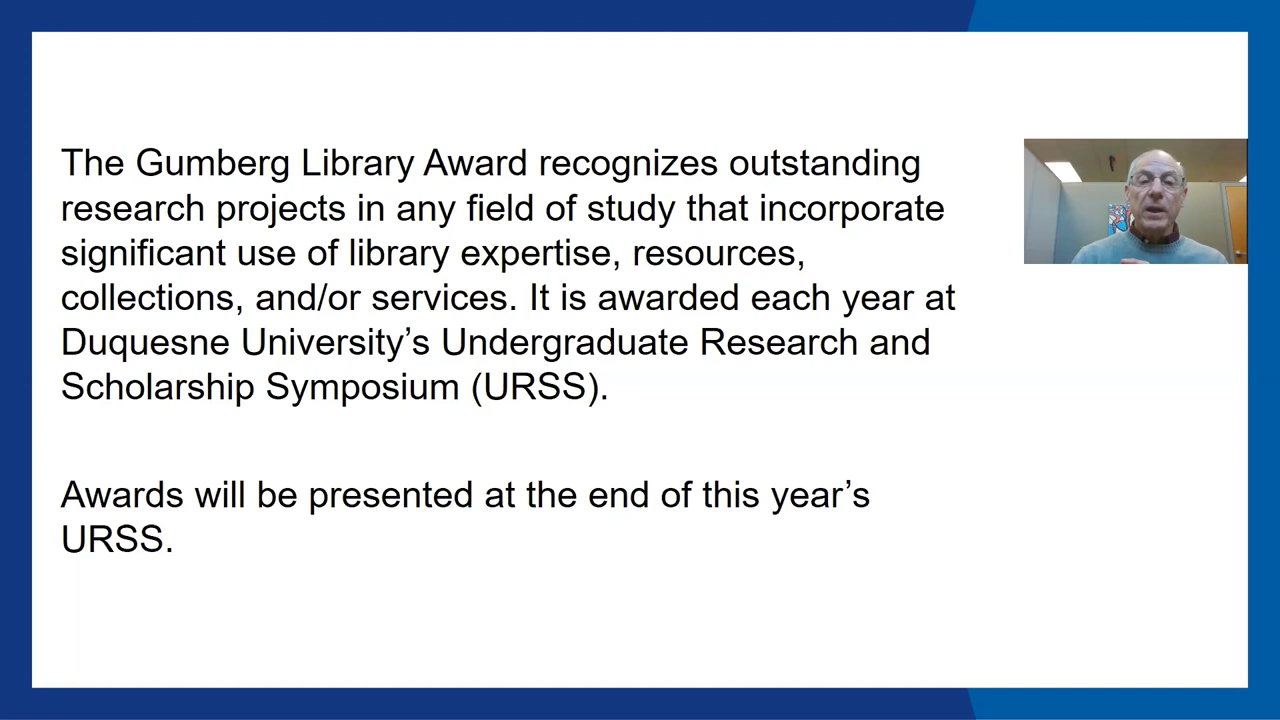 The Gumberg Library Award recognizes outstanding
research projects in any field of study that incorporate
significant use of library expertise, resources,
collections, and/or services. It is awarded each year at
Duquesne University’s Undergraduate Research and
Scholarship Symposium (URSS).
Awards will be presented at the end of this year’s
URSS.